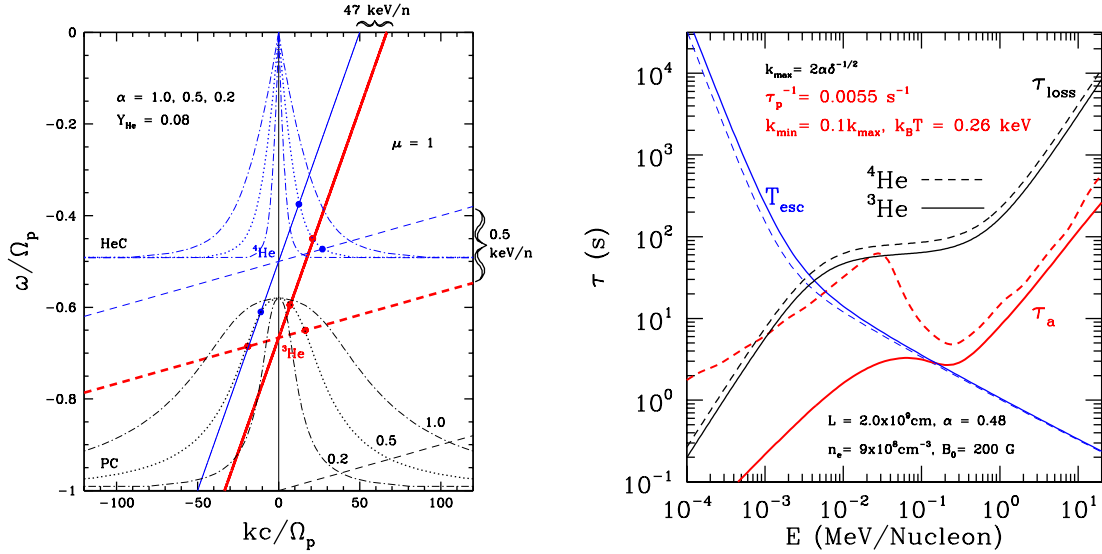 47 keV/n
α = 1.0, 0.5, 0.2
Y_He = 0.08
μ = 1
HeC
⁴He
0.5
keV/n
³He
1.0
0.5
0.2
PC
0
−0.2
−0.4
−0.6
−0.8
−1
ω/Ω_p
−100
−50
0
50
100
kc/Ω_p
k_max = 2αδ^−1/2
τ_p^−1 = 0.0055 s^−1
k_min = 0.1k_max, k_BT = 0.26 keV
τ_loss
⁴He
³He
T_esc
τ_a
L = 2.0x10⁹cm, α = 0.48
n_e = 9x10⁸cm^−3, B_0 = 200 G
10⁴
10³
10²
10¹
10⁰
10^−1
τ (s)
10^−4
10^−3
10^−2
10^−1
10⁰
10¹
E (MeV/Nucleon)